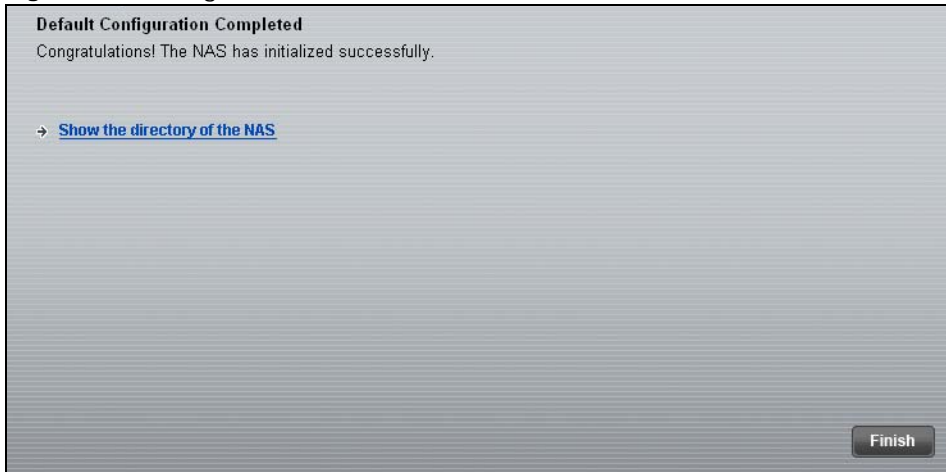 Default Configuration Completed
Congratulations! The NAS has initialized successfully.
Show the directory of the NAS
Finish